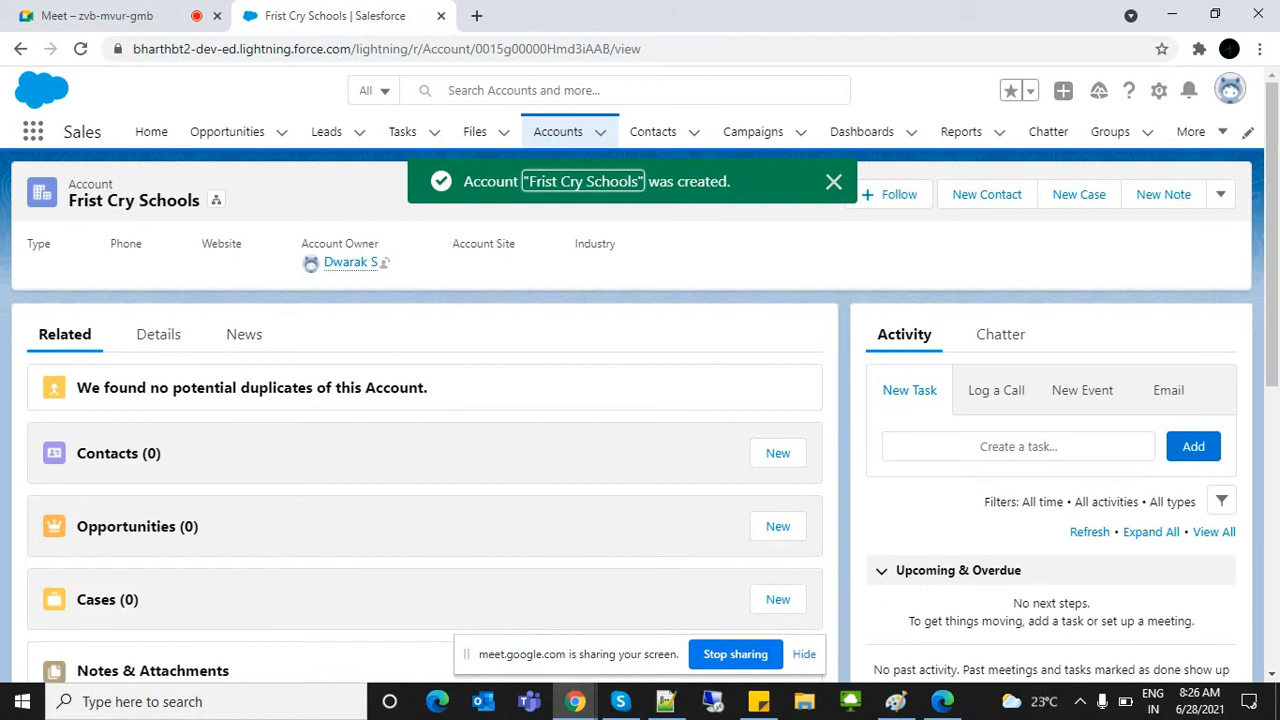 Meet – zvb-mvur-gmb
Frist Cry Schools | Salesforce
bharthbt2-dev-ed.lightning.force.com/lightning/r/Account/0015g00000Hmd3iAAB/view
All
Search Accounts and more...
Sales
Home
Opportunities
Leads
Tasks
Files
Accounts
Contacts
Campaigns
Dashboards
Reports
Chatter
Groups
More
Account "Frist Cry Schools" was created.
Account
Frist Cry Schools
Follow
New Contact
New Case
New Note
Type
Phone
Website
Account Owner
Account Site
Industry
Dwarak S
Related
Details
News
We found no potential duplicates of this Account.
Contacts (0)
New
Opportunities (0)
New
Cases (0)
New
Notes & Attachments
Activity
Chatter
New Task
Log a Call
New Event
Email
Create a task...
Add
Filters: All time • All activities • All types
Refresh • Expand All • View All
Upcoming & Overdue
No next steps.
To get things moving, add a task or set up a meeting.
No past activity. Past meetings and tasks marked as done show up
meet.google.com is sharing your screen.
Stop sharing
Hide
Type here to search
23°C
ENG
IN
8:26 AM
6/28/2021